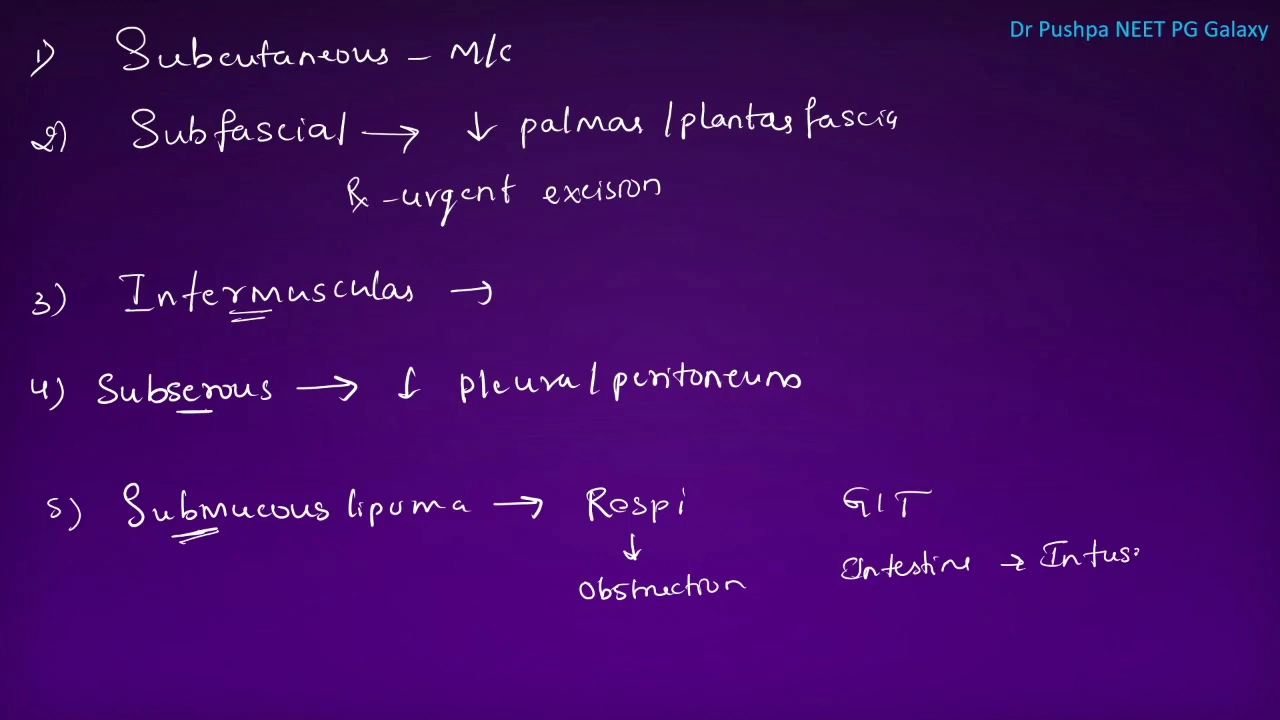 Dr Pushpa NEET PG Galaxy
1) Subcutaneous - M/C
2) Subfascial → ↓ palmar / plantar fascia
Rx - urgent excision
3) Intermuscular →
4) Subserous → ↓ pleura / peritoneum
5) Submucous lipoma → Respi GIT
↓
Obstruction Intestine → Intus